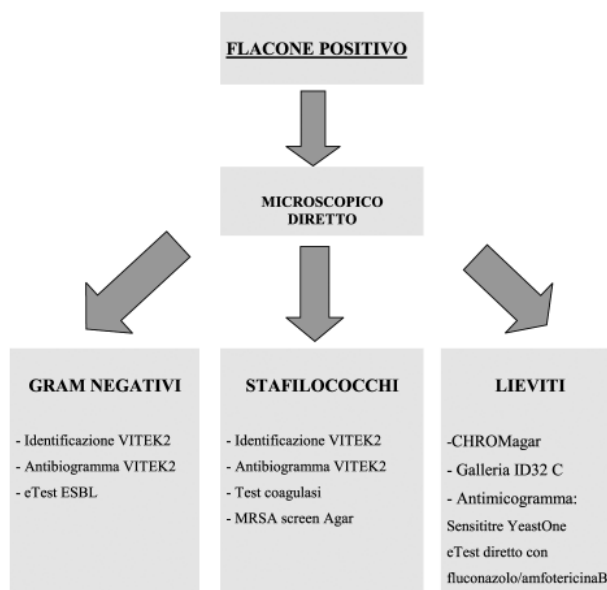 FLACONE POSITIVO
MICROSCOPICO
DIRETTO
GRAM NEGATIVI
- Identificazione VITEK2
- Antibiogramma VITEK2
- eTest ESBL
STAFILOCOCCHI
- Identificazione VITEK2
- Antibiogramma VITEK2
- Test coagulasi
- MRSA screen Agar
LIEVITI
-CHROMagar
- Galleria ID32 C
- Antimicogramma:
Sensititre YeastOne
eTest diretto con
fluconazolo/amfotericinaB